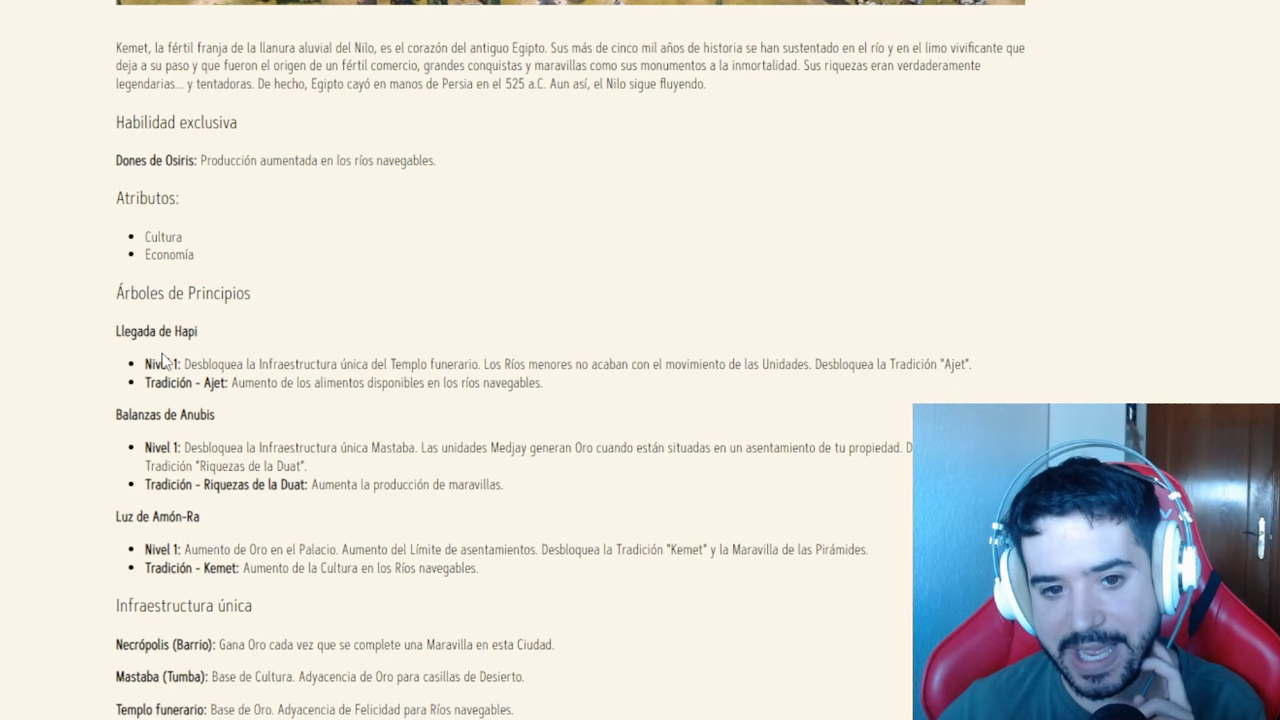 Kemet, la fértil franja de la llanura aluvial del Nilo, es el corazón del antiguo Egipto. Sus más de cinco mil años de historia se han sustentado en el río y en el limo vivificante que
deja a su paso y que fueron el origen de un fértil comercio, grandes conquistas y maravillas como sus monumentos a la inmortalidad. Sus riquezas eran verdaderamente
legendarias... y tentadoras. De hecho, Egipto cayó en manos de Persia en el 525 a.C. Aun así, el Nilo sigue fluyendo.
Habilidad exclusiva
Dones de Osiris: Producción aumentada en los ríos navegables.
Atributos:
• Cultura
• Economía
Árboles de Principios
Llegada de Hapi
• Nivel 1: Desbloquea la Infraestructura única del Templo funerario. Los Ríos menores no acaban con el movimiento de las Unidades. Desbloquea la Tradición "Ajet".
• Tradición - Ajet: Aumento de los alimentos disponibles en los ríos navegables.
Balanzas de Anubis
• Nivel 1: Desbloquea la Infraestructura única Mastaba. Las unidades Medjay generan Oro cuando están situadas en un asentamiento de tu propiedad.
Tradición "Riquezas de la Duat".
• Tradición - Riquezas de la Duat: Aumenta la producción de maravillas.
Luz de Amón-Ra
• Nivel 1: Aumento de Oro en el Palacio. Aumento del Límite de asentamientos. Desbloquea la Tradición "Kemet" y la Maravilla de las Pirámides.
• Tradición - Kemet: Aumento de la Cultura en los Ríos navegables.
Infraestructura única
Necrópolis (Barrio): Gana Oro cada vez que se complete una Maravilla en esta Ciudad.
Mastaba (Tumba): Base de Cultura. Adyacencia de Oro para casillas de Desierto.
Templo funerario: Base de Oro. Adyacencia de Felicidad para Ríos navegables.